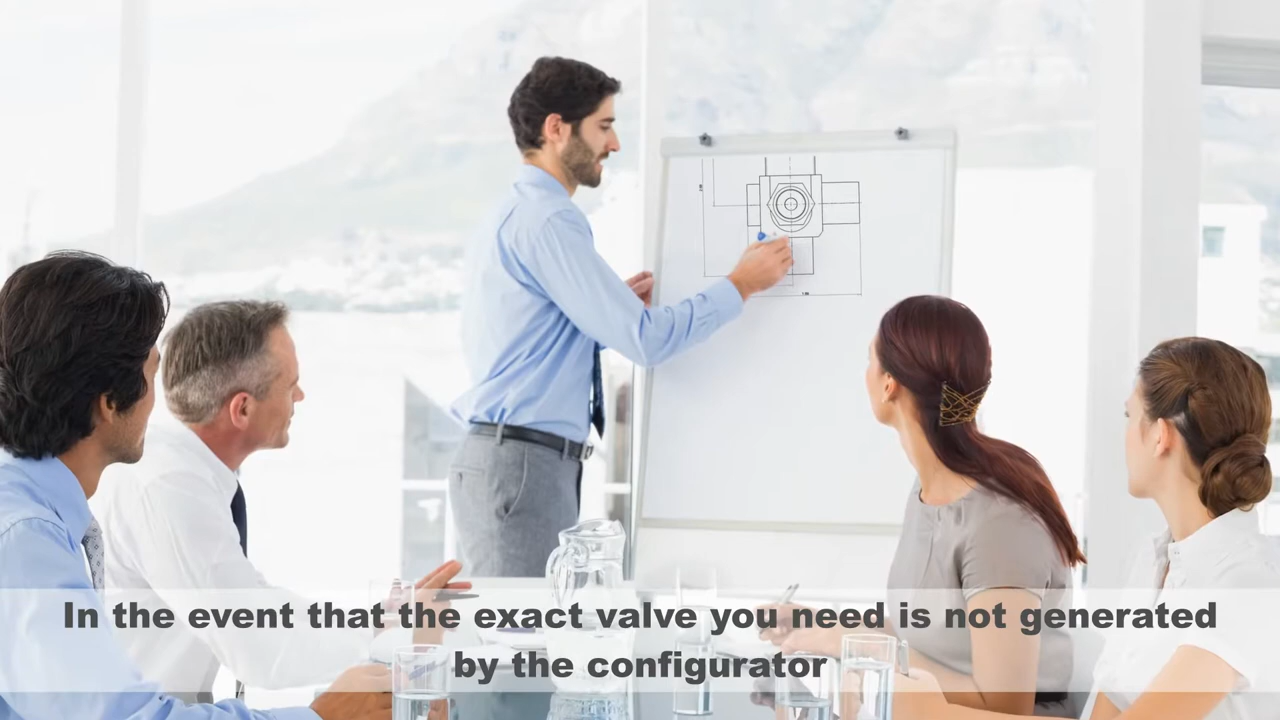 In the event that the exact valve you need is not generated
by the configurator